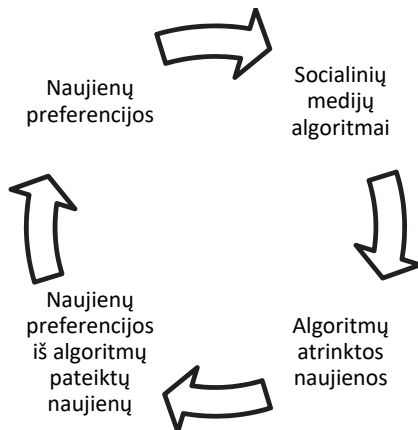 Naujienų
preferencijos
Socialinių
medijų
algoritmai
Algoritmų
atrinktos
naujienos
Naujienų
preferencijos
iš algoritmų
pateiktų
naujienų